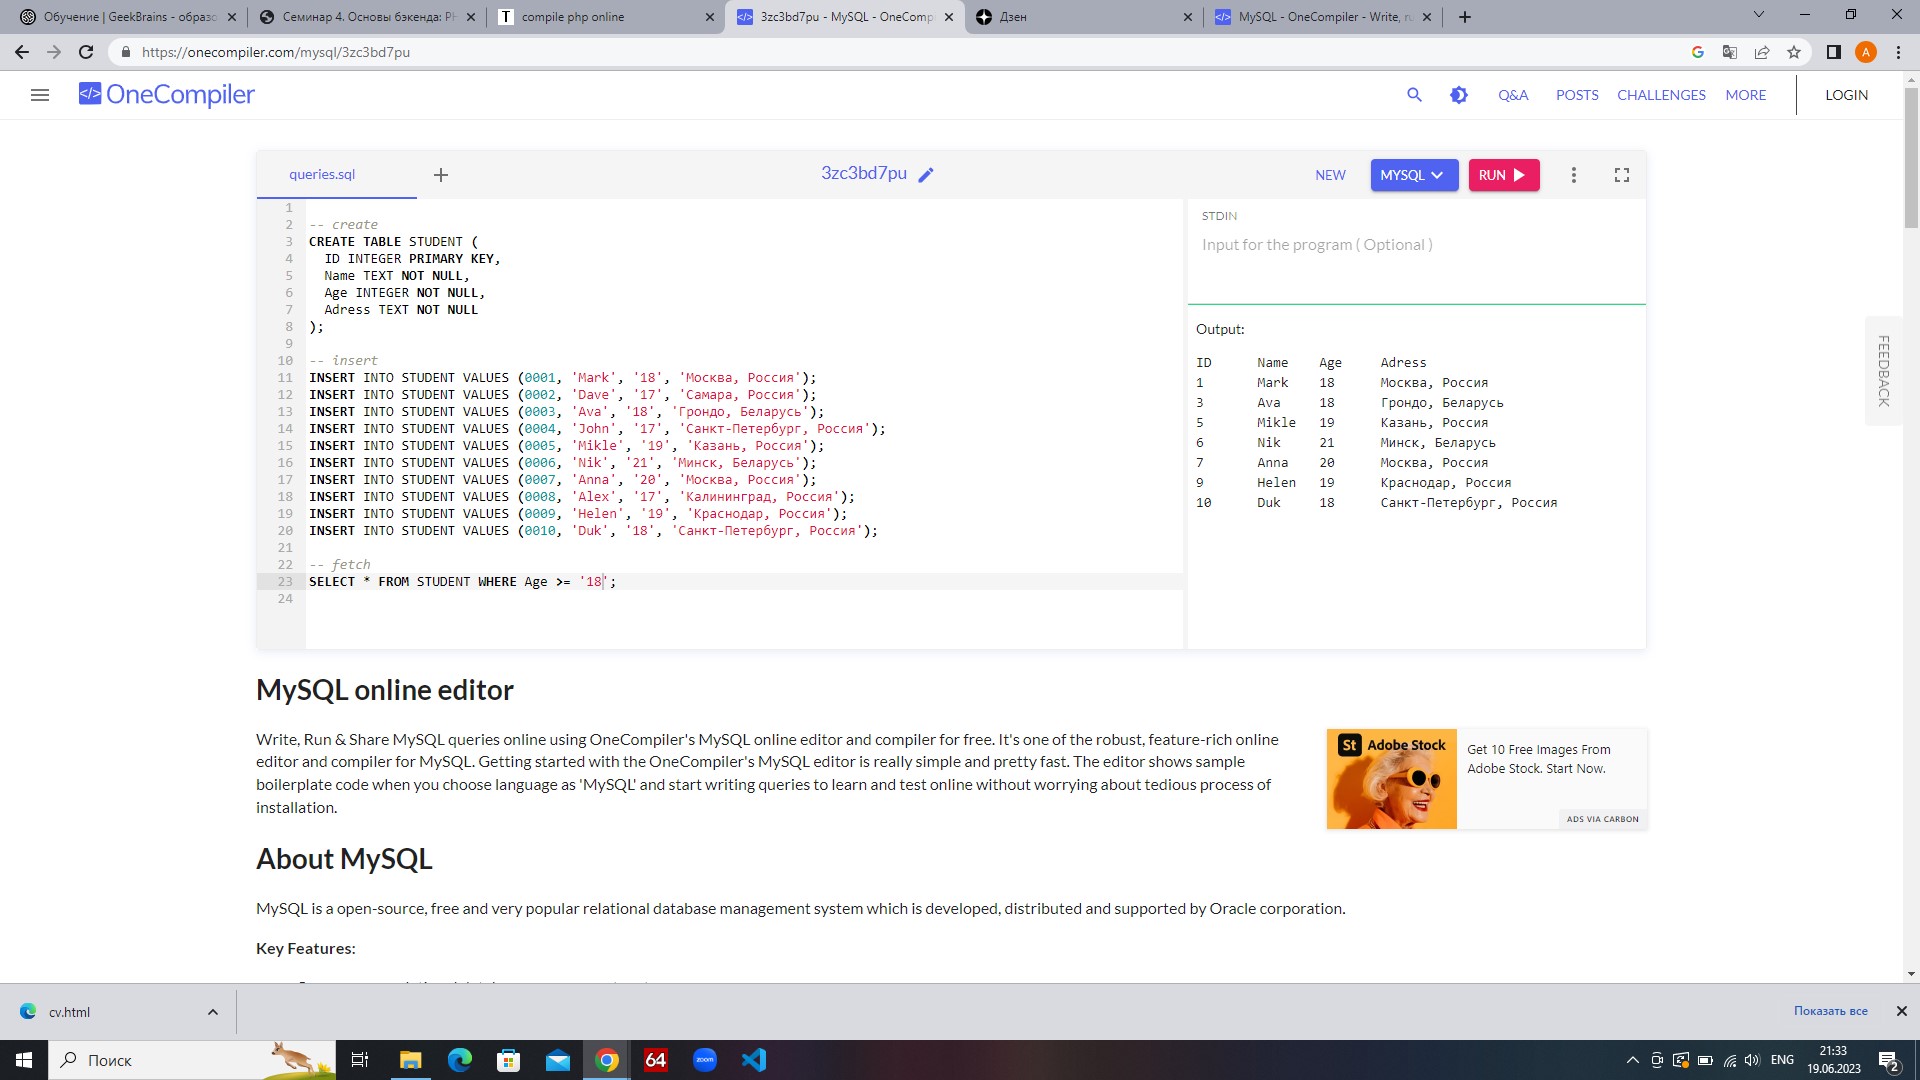 Обучение | GeekBrains - образо
Семинар 4. Основы бэкенда: PH
compile php online
3zc3bd7pu - MySQL - OneComp
Дзен
MySQL - OneCompiler - Write, ru
https://onecompiler.com/mysql/3zc3bd7pu
A
</> OneCompiler
Q&A
POSTS
CHALLENGES
MORE
LOGIN
queries.sql
3zc3bd7pu
NEW
MYSQL
RUN
1
2 -- create
3 CREATE TABLE STUDENT (
4 ID INTEGER PRIMARY KEY,
5 Name TEXT NOT NULL,
6 Age INTEGER NOT NULL,
7 Adress TEXT NOT NULL
8 );
9
10 -- insert
11 INSERT INTO STUDENT VALUES (0001, 'Mark', '18', 'Москва, Россия');
12 INSERT INTO STUDENT VALUES (0002, 'Dave', '17', 'Самара, Россия');
13 INSERT INTO STUDENT VALUES (0003, 'Ava', '18', 'Грондо, Беларусь');
14 INSERT INTO STUDENT VALUES (0004, 'John', '17', 'Санкт-Петербург, Россия');
15 INSERT INTO STUDENT VALUES (0005, 'Mikle', '19', 'Казань, Россия');
16 INSERT INTO STUDENT VALUES (0006, 'Nik', '21', 'Минск, Беларусь');
17 INSERT INTO STUDENT VALUES (0007, 'Anna', '20', 'Москва, Россия');
18 INSERT INTO STUDENT VALUES (0008, 'Alex', '17', 'Калининград, Россия');
19 INSERT INTO STUDENT VALUES (0009, 'Helen', '19', 'Краснодар, Россия');
20 INSERT INTO STUDENT VALUES (0010, 'Duk', '18', 'Санкт-Петербург, Россия');
21
22 -- fetch
23 SELECT * FROM STUDENT WHERE Age >= '18';
24
STDIN
Input for the program ( Optional )
Output:
ID Name Age Adress
1 Mark 18 Москва, Россия
3 Ava 18 Грондо, Беларусь
5 Mikle 19 Казань, Россия
6 Nik 21 Минск, Беларусь
7 Anna 20 Москва, Россия
9 Helen 19 Краснодар, Россия
10 Duk 18 Санкт-Петербург, Россия
FEEDBACK
MySQL online editor
Write, Run & Share MySQL queries online using OneCompiler's MySQL online editor and compiler for free. It's one of the robust, feature-rich online
editor and compiler for MySQL. Getting started with the OneCompiler's MySQL editor is really simple and pretty fast. The editor shows sample
boilerplate code when you choose language as 'MySQL' and start writing queries to learn and test online without worrying about tedious process of
installation.
St Adobe Stock
Get 10 Free Images From
Adobe Stock. Start Now.
ADS VIA CARBON
About MySQL
MySQL is a open-source, free and very popular relational database management system which is developed, distributed and supported by Oracle corporation.
Key Features:
cv.html
Показать все
Поиск
64
zoom
ENG
21:33
19.06.2023
2